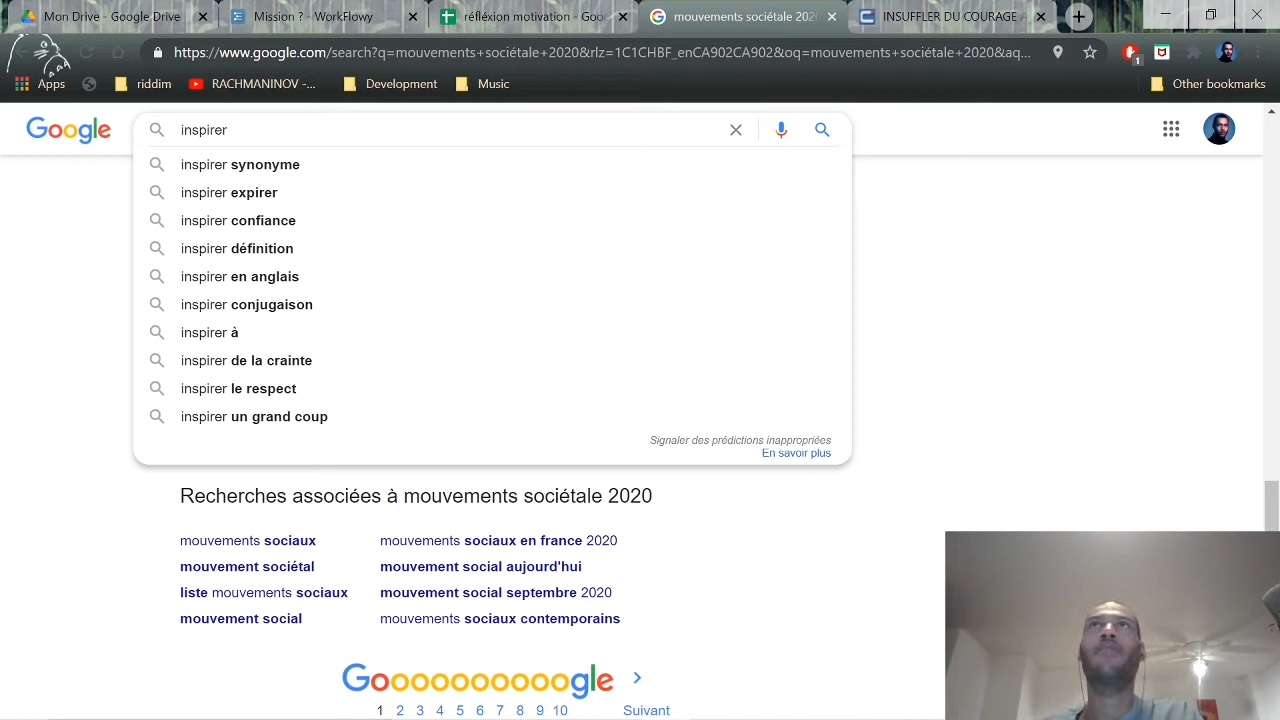 Mon Drive - Google Drive
Mission ? - WorkFlowy
réfléxion motivation - Goo
mouvements sociétale 202
INSUFFLER DU COURAGE A
https://www.google.com/search?q=mouvements+sociétale+2020&rlz=1C1CHBF_enCA902CA902&oq=mouvements+sociétale+2020&aq...
1
Apps
riddim
RACHMANINOV -...
Development
Music
Other bookmarks
Google
inspirer
inspirer synonyme
inspirer expirer
inspirer confiance
inspirer définition
inspirer en anglais
inspirer conjugaison
inspirer à
inspirer de la crainte
inspirer le respect
inspirer un grand coup
Signaler des prédictions inappropriées
En savoir plus
Recherches associées à mouvements sociétale 2020
mouvements sociaux
mouvements sociaux en france 2020
mouvement sociétal
mouvement social aujourd'hui
liste mouvements sociaux
mouvement social septembre 2020
mouvement social
mouvements sociaux contemporains
Goooooooooogle
1 2 3 4 5 6 7 8 9 10 Suivant